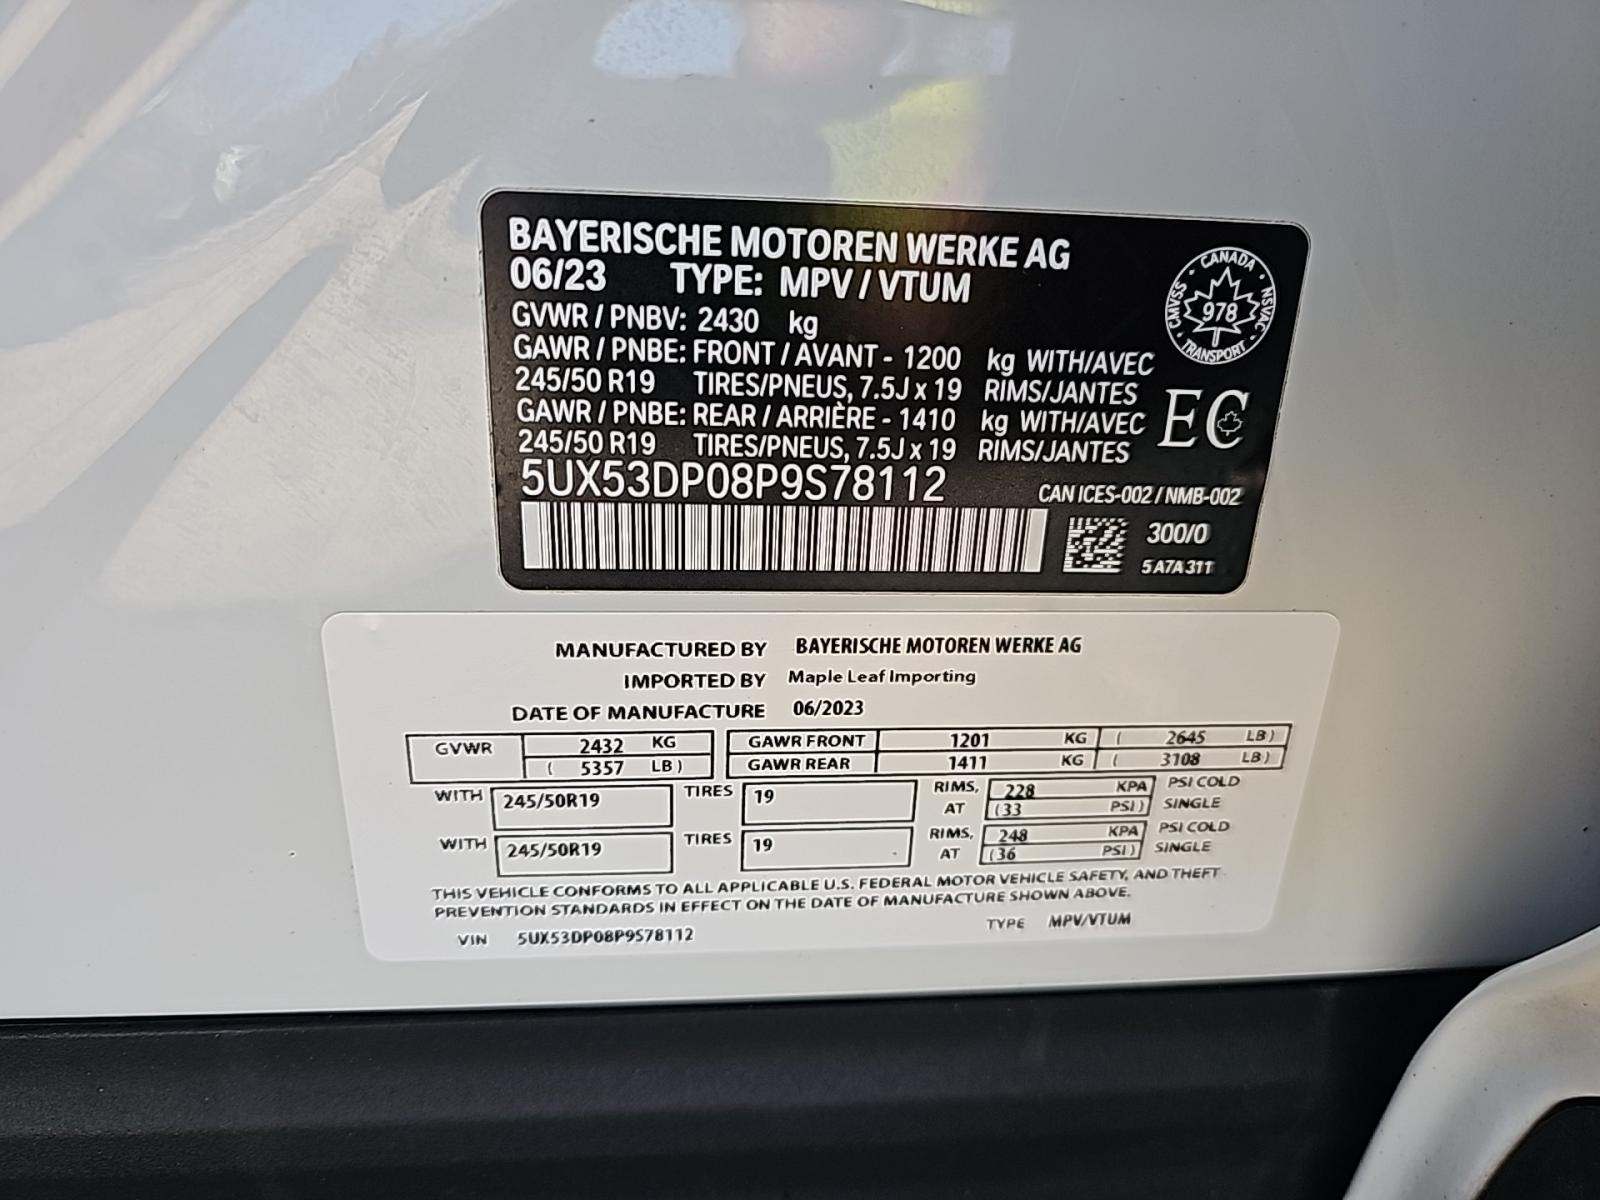 BAYERISCHE MOTOREN WERKE AG
06/23 TYPE: MPV / VTUM
GVWR / PNBV: 2430 kg
GAWR / PNBE: FRONT / AVANT - 1200 kg WITH/AVEC
245/50 R19 TIRES/PNEUS, 7.5J x 19 RIMS/JANTES
GAWR / PNBE: REAR / ARRIÈRE - 1410 kg WITH/AVEC
245/50 R19 TIRES/PNEUS, 7.5J x 19 RIMS/JANTES
5UX53DP08P9S78112
CANADA
CMVSS 978 NSVAC
TRANSPORT
EC
CAN ICES-002 / NMB-002
300/0
5A7A311
MANUFACTURED BY BAYERISCHE MOTOREN WERKE AG
IMPORTED BY Maple Leaf Importing
DATE OF MANUFACTURE 06/2023
GVWR 2432 KG GAWR FRONT 1201 KG ( 2645 LB )
( 5357 LB ) GAWR REAR 1411 KG ( 3108 LB )
WITH 245/50R19 TIRES 19 RIMS, 228 KPA PSI COLD
AT (33 PSI ) SINGLE
WITH 245/50R19 TIRES 19 RIMS, 248 KPA PSI COLD
AT (36 PSI ) SINGLE
THIS VEHICLE CONFORMS TO ALL APPLICABLE U.S. FEDERAL MOTOR VEHICLE SAFETY, AND THEFT
PREVENTION STANDARDS IN EFFECT ON THE DATE OF MANUFACTURE SHOWN ABOVE.
VIN 5UX53DP08P9S78112 TYPE MPV/VTUM